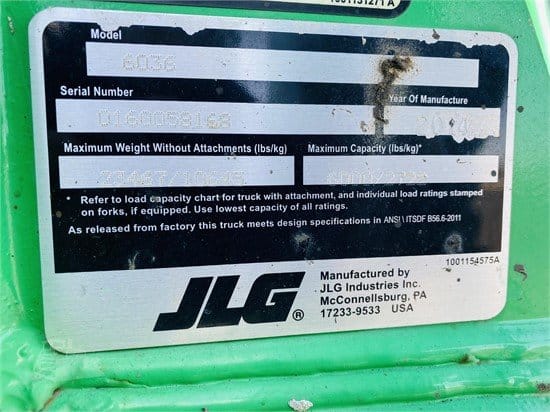 Model
6036
Serial Number
0160058168
Year Of Manufacture
Maximum Weight Without Attachments (lbs/kg)
Maximum Capacity (lbs/kg)*
* Refer to load capacity chart for truck with attachment, and individual load ratings stamped
on forks, if equipped. Use lowest capacity of all ratings.
As released from factory this truck meets design specifications in ANSI \ ITSDF B56.6-2011
1001154575A
JLG ®
Manufactured by
JLG Industries Inc.
McConnellsburg, PA
17233-9533 USA